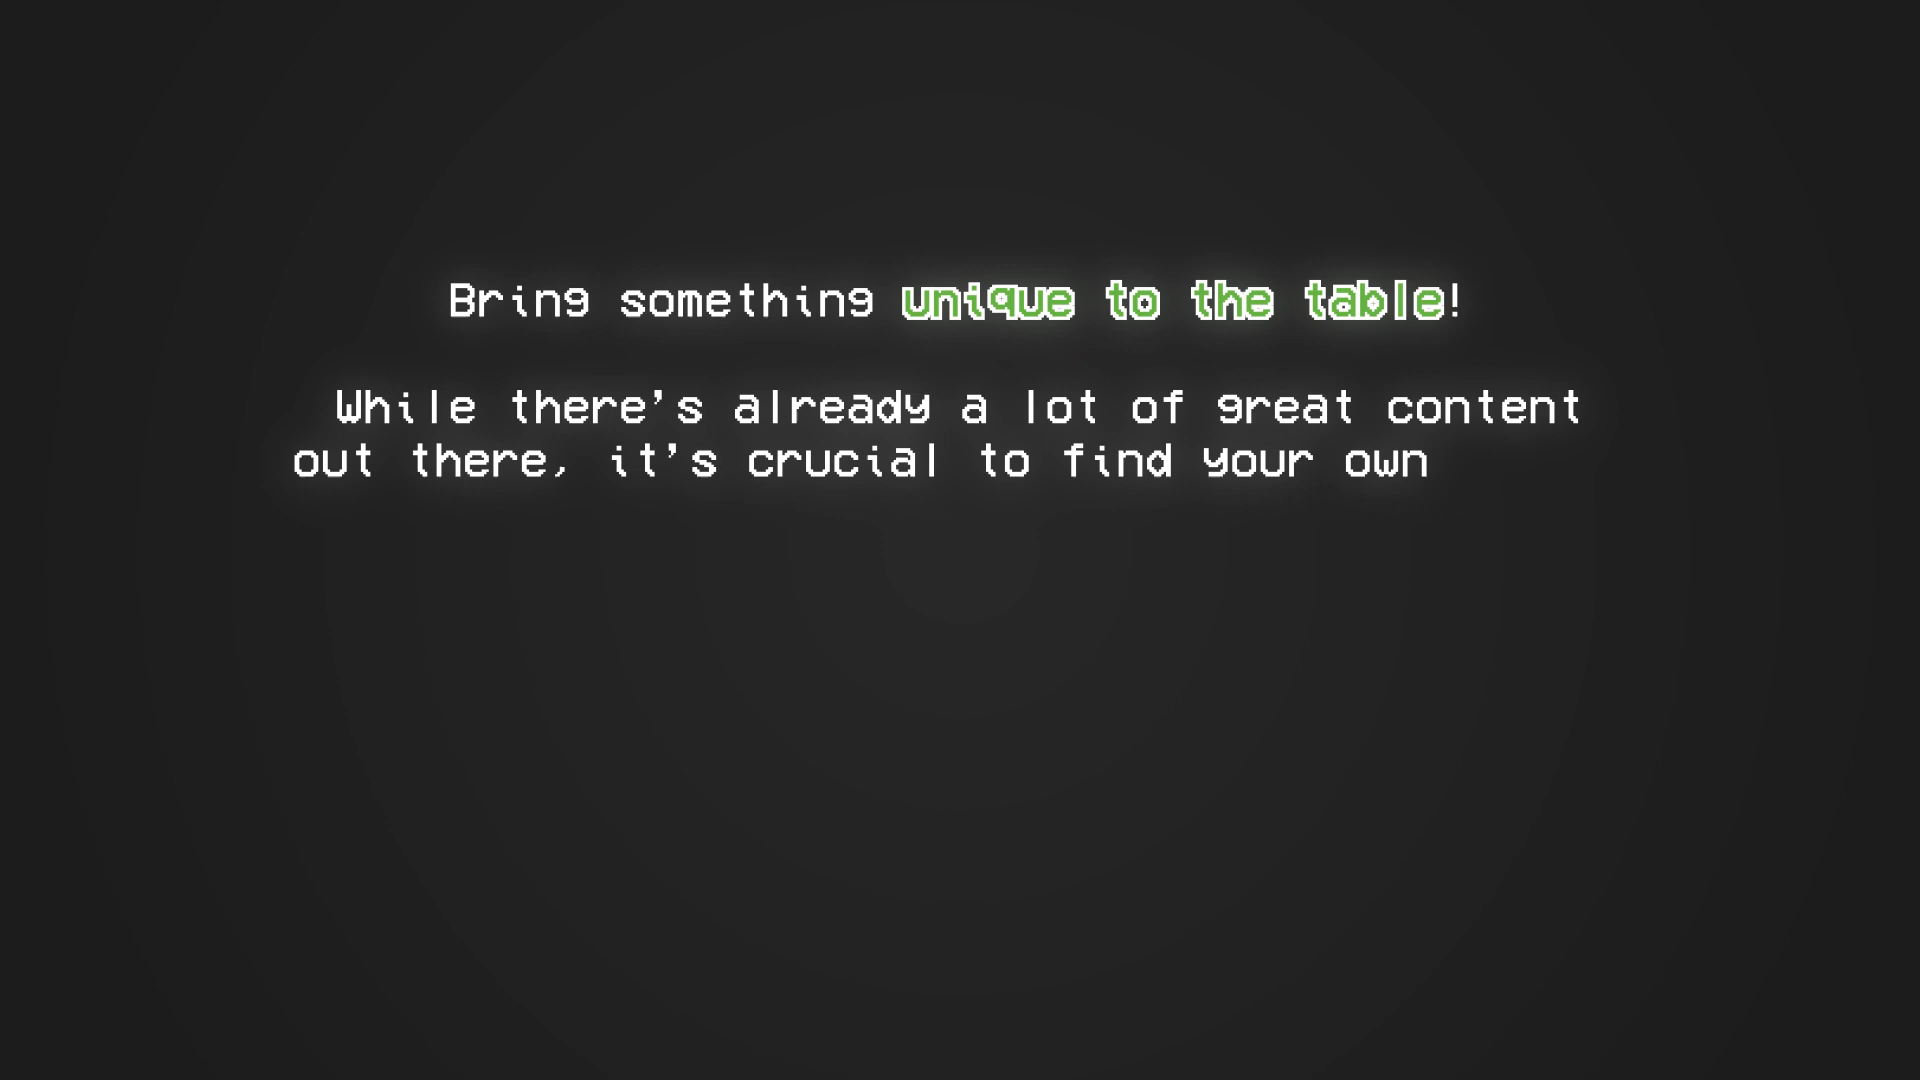 Bring something unique to the table!
While there's already a lot of great content
out there, it's crucial to find your own